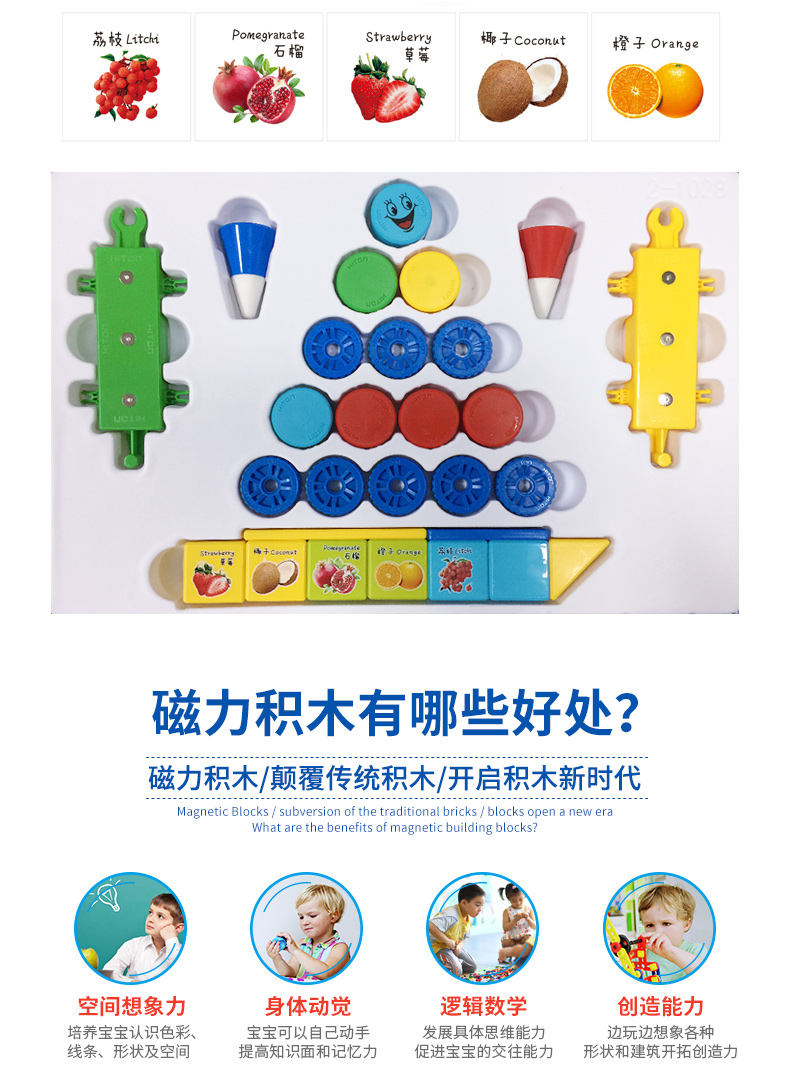 荔枝 Litchi
Pomegranate
石榴
Strawberry
草莓
椰子 Coconut
橙子 Orange
HITON
HITON
HITON
HITON
Strawberry
草莓
椰子 Coconut
Pomegranate
石榴
橙子 Orange
荔枝 Litchi
磁力积木有哪些好处?
磁力积木/颠覆传统积木/开启积木新时代
Magnetic Blocks / subversion of the traditional bricks / blocks open a new era
What are the benefits of magnetic building blocks?
空间想象力
培养宝宝认识色彩、
线条、形状及空间
身体动觉
宝宝可以自己动手
提高知识面和记忆力
逻辑数学
发展具体思维能力
促进宝宝的交往能力
创造能力
边玩边想象各种
形状和建筑开拓创造力